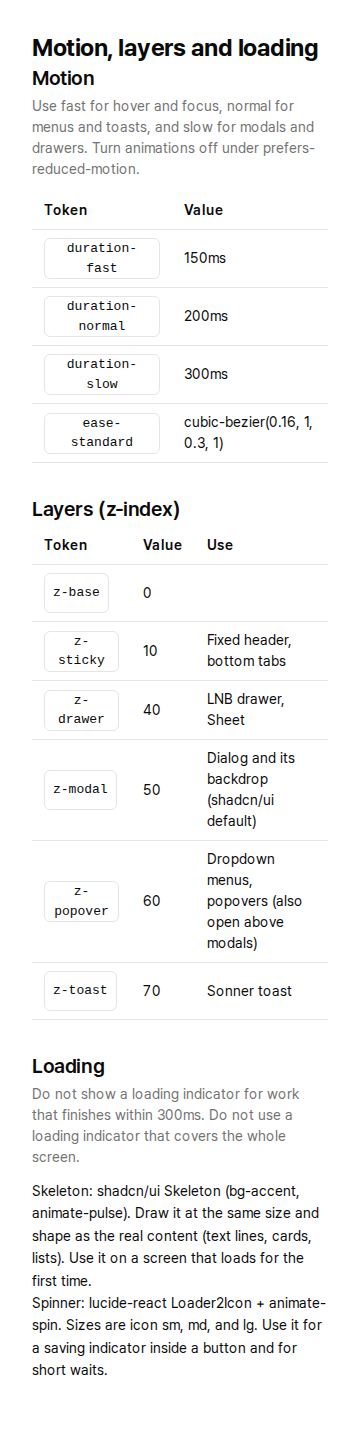 Motion, layers and loading
Motion
Use fast for hover and focus, normal for
menus and toasts, and slow for modals and
drawers. Turn animations off under prefers-
reduced-motion.
Token Value
duration-
fast
150ms
duration-
normal
200ms
duration-
slow
300ms
ease-
standard
cubic-bezier(0.16, 1,
0.3, 1)
Layers (z-index)
Token Value Use
z-base 0
z-
sticky
10
Fixed header,
bottom tabs
z-
drawer
40
LNB drawer,
Sheet
z-modal
50
Dialog and its
backdrop
(shadcn/ui
default)
z-
popover
60
Dropdown
menus,
popovers (also
open above
modals)
z-toast 70 Sonner toast
Loading
Do not show a loading indicator for work
that finishes within 300ms. Do not use a
loading indicator that covers the whole
screen.
Skeleton: shadcn/ui Skeleton (bg-accent,
animate-pulse). Draw it at the same size and
shape as the real content (text lines, cards,
lists). Use it on a screen that loads for the
first time.
Spinner: lucide-react Loader2Icon + animate-
spin. Sizes are icon sm, md, and lg. Use it for
a saving indicator inside a button and for
short waits.